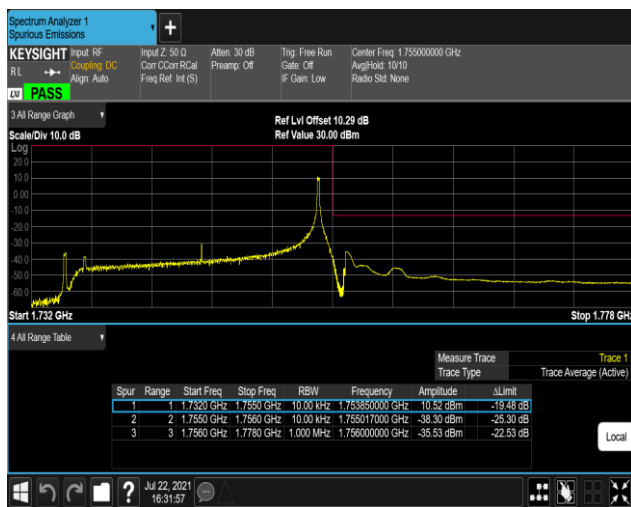 Spectrum Analyzer 1
Spurious Emissions
KEYSIGHT
RL
LXI PASS
Input: RF
Coupling: DC
Align: Auto
Input Z: 50 Ω
Corr CCorr RCal
Freq Ref: Int (S)
Atten: 30 dB
Preamp: Off
Trig: Free Run
Gate: Off
IF Gain: Low
Center Freq: 1.755000000 GHz
Avg|Hold: 10/10
Radio Std: None
3 All Range Graph
Scale/Div 10.0 dB
Ref Lvl Offset 10.29 dB
Ref Value 30.00 dBm
Log
20.0
10.0
0.00
-10.0
-20.0
-30.0
-40.0
-50.0
-60.0
Start 1.732 GHz
Stop 1.778 GHz
4 All Range Table
Measure Trace Trace 1
Trace Type Trace Average (Active)
Spur Range Start Freq Stop Freq RBW Frequency Amplitude ΔLimit
1 1 1.7320 GHz 1.7550 GHz 10.00 kHz 1.753850000 GHz 10.52 dBm -19.48 dB
2 2 1.7550 GHz 1.7560 GHz 10.00 kHz 1.755017000 GHz -38.30 dBm -25.30 dB
3 3 1.7560 GHz 1.7780 GHz 1.000 MHz 1.756000000 GHz -35.53 dBm -22.53 dB
Local
?
Jul 22, 2021
16:31:57